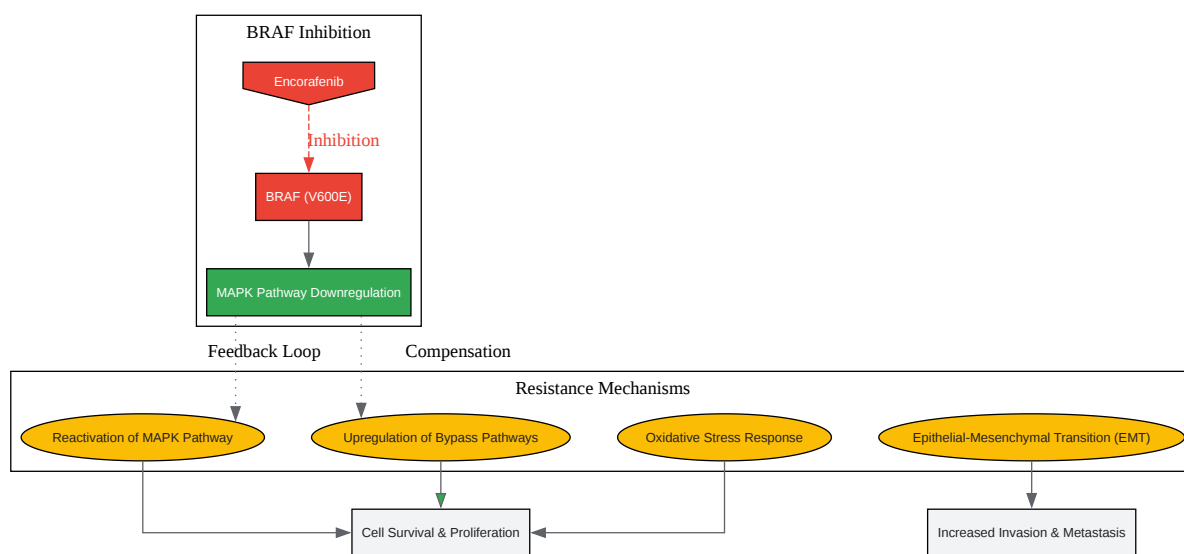 BRAF Inhibition
Encorafenib
Inhibition
BRAF (V600E)
MAPK Pathway Downregulation
Feedback Loop
Compensation
Resistance Mechanisms
Reactivation of MAPK Pathway
Upregulation of Bypass Pathways
Oxidative Stress Response
Epithelial-Mesenchymal Transition (EMT)
Cell Survival & Proliferation
Increased Invasion & Metastasis